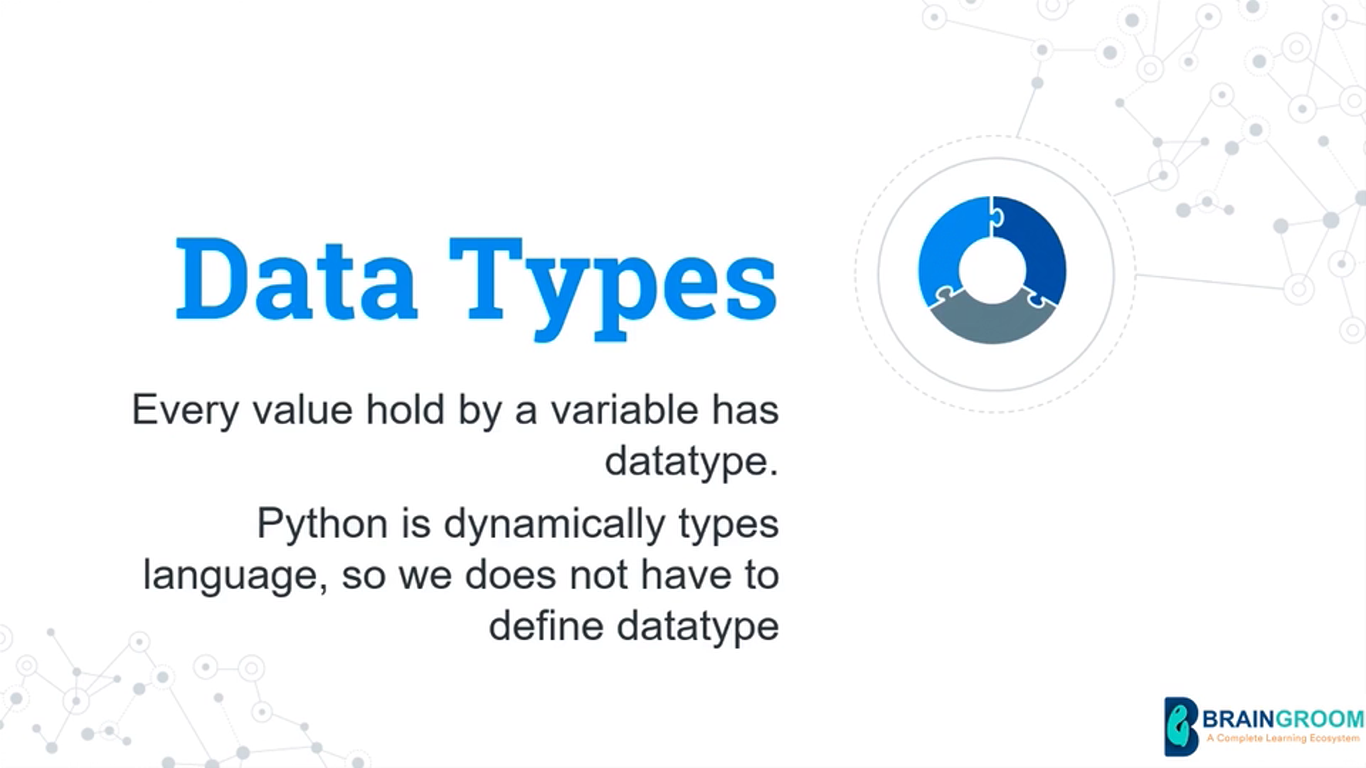 Data Types
Every value hold by a variable has
datatype.
Python is dynamically types
language, so we does not have to
define datatype
BRAINGROOM
A Complete Learning Ecosystem